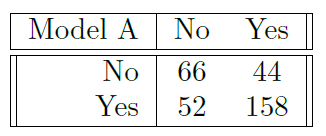 Model A No Yes
No 66 44
Yes 52 158